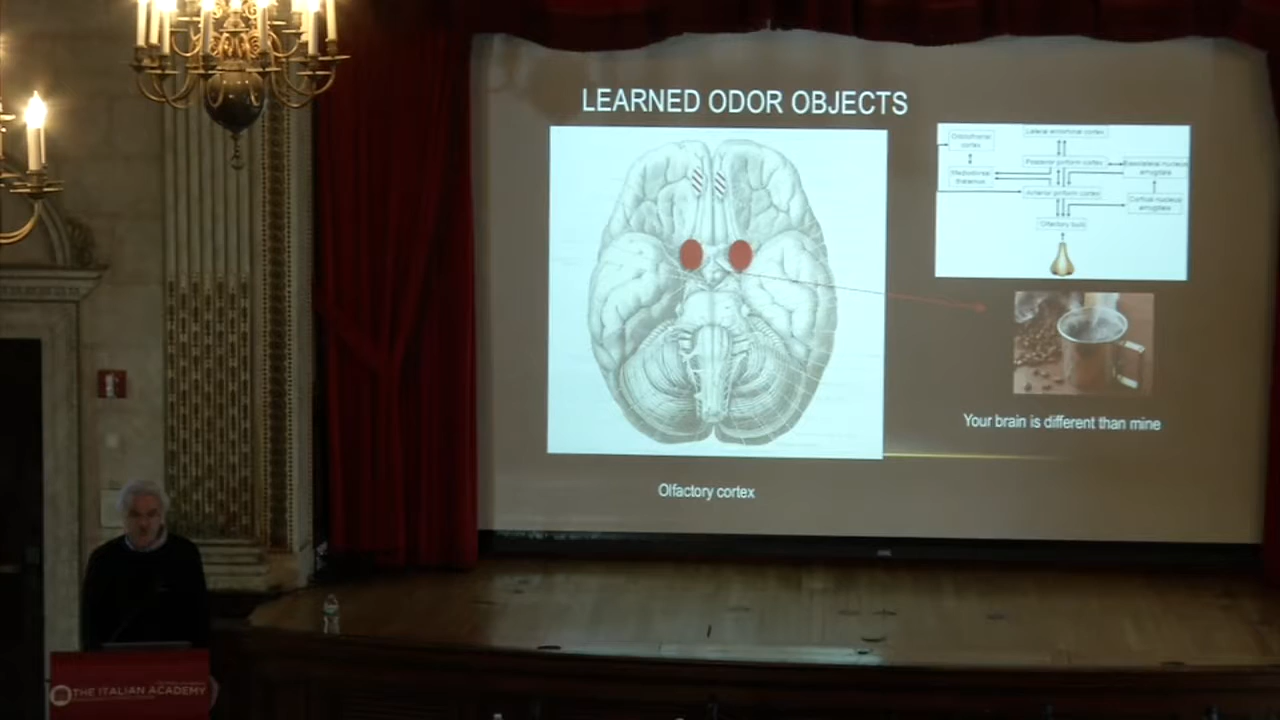 LEARNED ODOR OBJECTS
Orbitofrontal
cortex
Lateral entorhinal cortex
Posterior piriform cortex
Mediodorsal
thalamus
Basolateral nucleus
amygdala
Anterior piriform cortex
Cortical nucleus
amygdala
Olfactory bulb
Your brain is different than mine
Olfactory cortex
THE ITALIAN ACADEMY